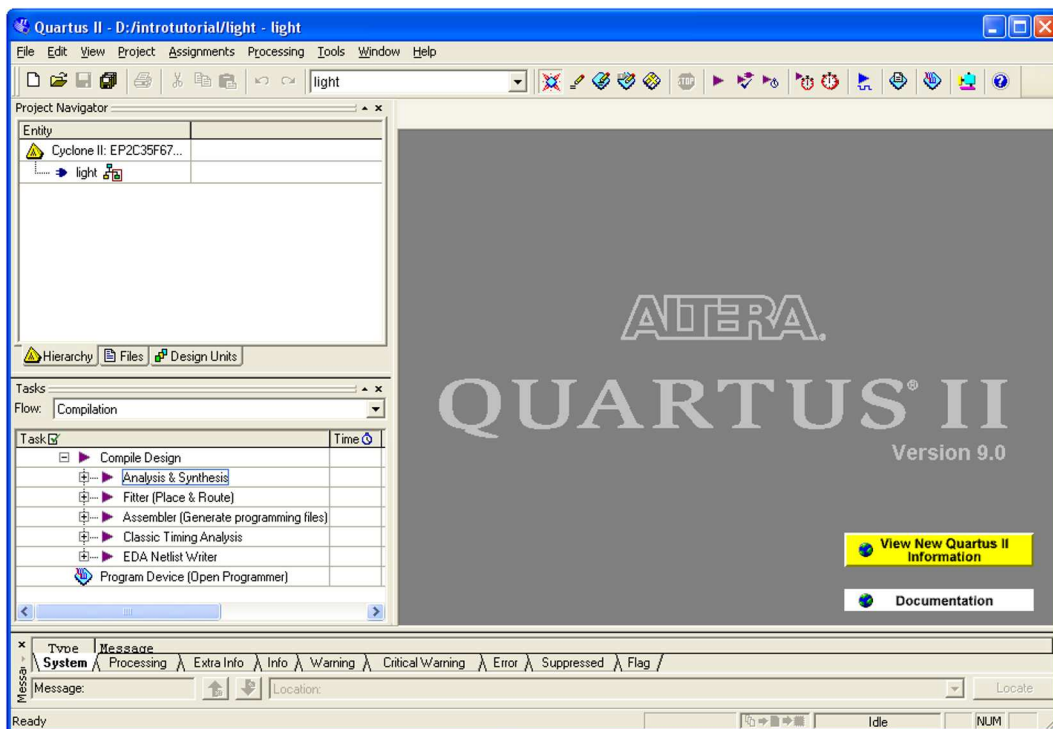 Quartus II - D:/introtutorial/light - light
File Edit View Project Assignments Processing Tools Window Help
light
STOP
Project Navigator
Entity
Cyclone II: EP2C35F67...
light
Hierarchy Files Design Units
Tasks
Flow: Compilation
Task Time
Compile Design
Analysis & Synthesis
Fitter (Place & Route)
Assembler (Generate programming files)
Classic Timing Analysis
EDA Netlist Writer
Program Device (Open Programmer)
ALTERA.
QUARTUS® II
Version 9.0
View New Quartus II
Information
Documentation
Type Message
System Processing Extra Info Info Warning Critical Warning Error Suppressed Flag
Message: Location: Locate
Ready Idle NUM